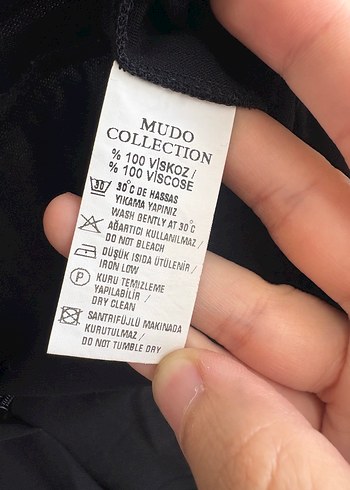 MUDO
COLLECTION
% 100 VİSKOZ /
% 100 VISCOSE
30 30°C DE HASSAS
YIKAMA YAPINIZ
WASH GENTLY AT 30°C
AĞARTICI KULLANILMAZ /
DO NOT BLEACH
DÜŞÜK ISIDA ÜTÜLENİR /
IRON LOW
P KURU TEMİZLEME
YAPILABİLİR /
DRY CLEAN
SANTRİFÜJLÜ MAKİNADA
KURUTULMAZ /
DO NOT TUMBLE DRY